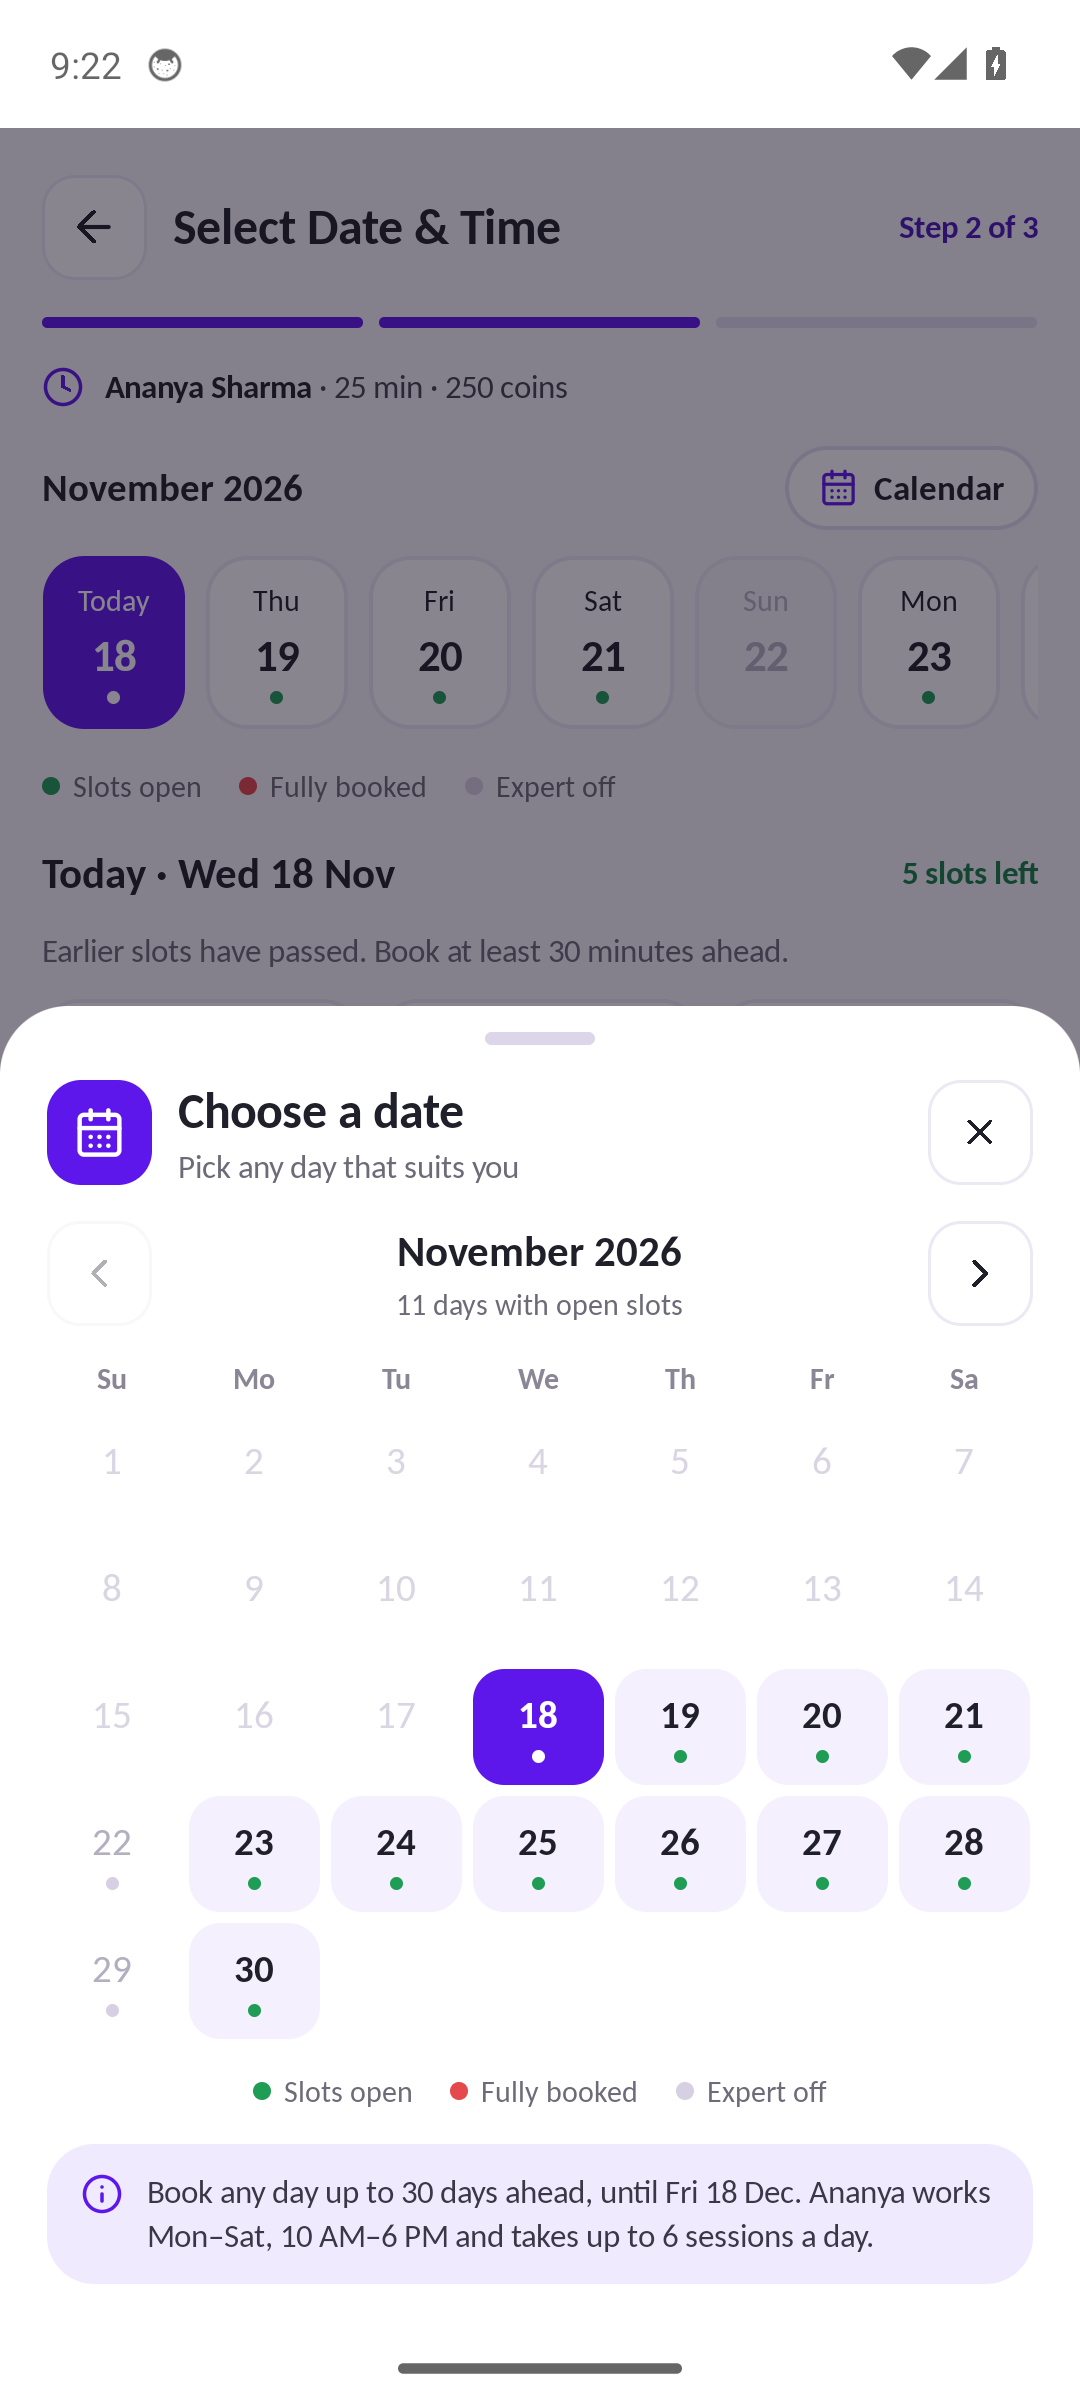 9:22
Select Date & Time
Step 2 of 3
Ananya Sharma · 25 min · 250 coins
November 2026
Calendar
Today Thu Fri Sat Sun Mon
18 19 20 21 22 23
Slots open Fully booked Expert off
Today · Wed 18 Nov
5 slots left
Earlier slots have passed. Book at least 30 minutes ahead.
Choose a date
Pick any day that suits you
November 2026
11 days with open slots
Su Mo Tu We Th Fr Sa
1 2 3 4 5 6 7
8 9 10 11 12 13 14
15 16 17 18 19 20 21
22 23 24 25 26 27 28
29 30
Slots open Fully booked Expert off
Book any day up to 30 days ahead, until Fri 18 Dec. Ananya works
Mon–Sat, 10 AM–6 PM and takes up to 6 sessions a day.